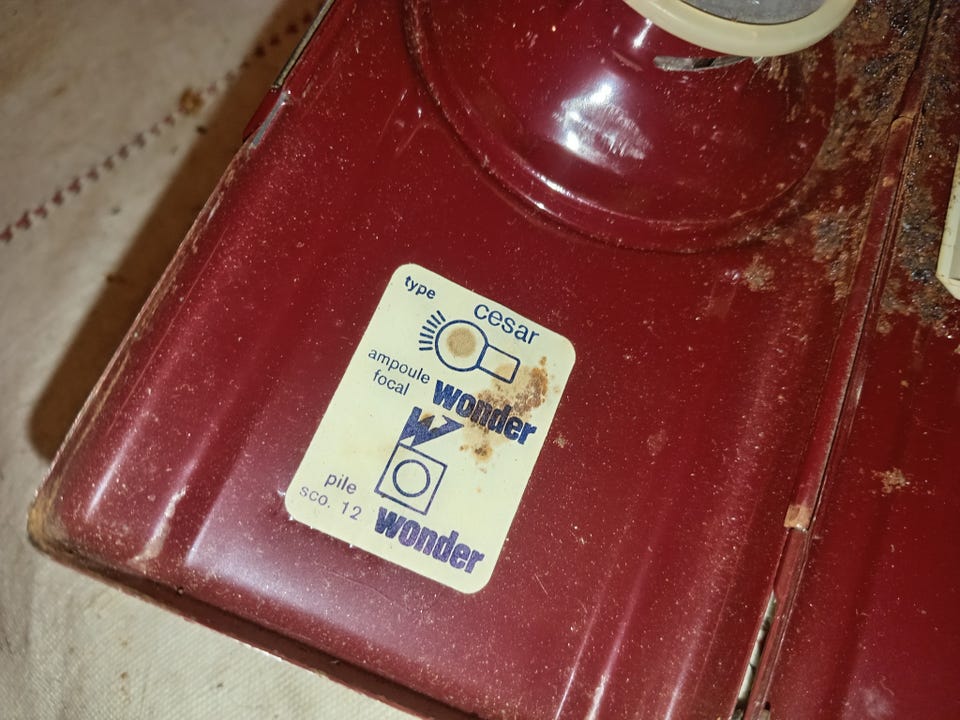 type
cesar
ampoule
focal
wonder
W
pile
sco. 12
wonder